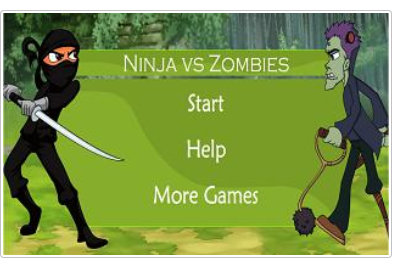 NINJA VS ZOMBIES
Start
Help
More Games